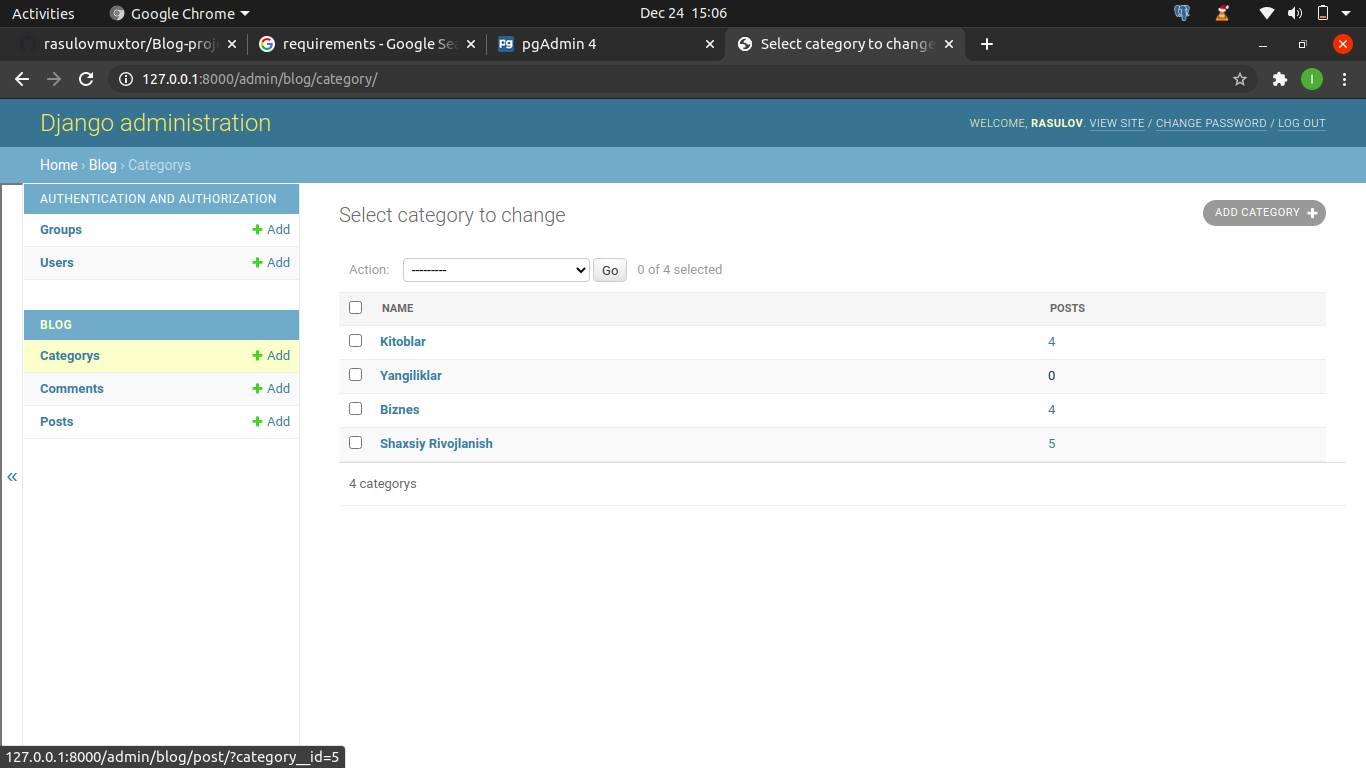 Activities Google Chrome Dec 24 15:06
rasulovmuxtor/Blog-proj requirements - Google Se pgAdmin 4 Select category to change
127.0.0.1:8000/admin/blog/category/ I
Django administration WELCOME, RASULOV. VIEW SITE / CHANGE PASSWORD / LOG OUT
Home › Blog › Categorys
AUTHENTICATION AND AUTHORIZATION
Groups + Add
Users + Add
BLOG
Categorys + Add
Comments + Add
Posts + Add
«
Select category to change ADD CATEGORY +
Action: --------- Go 0 of 4 selected
NAME POSTS
Kitoblar 4
Yangiliklar 0
Biznes 4
Shaxsiy Rivojlanish 5
4 categorys
127.0.0.1:8000/admin/blog/post/?category__id=5